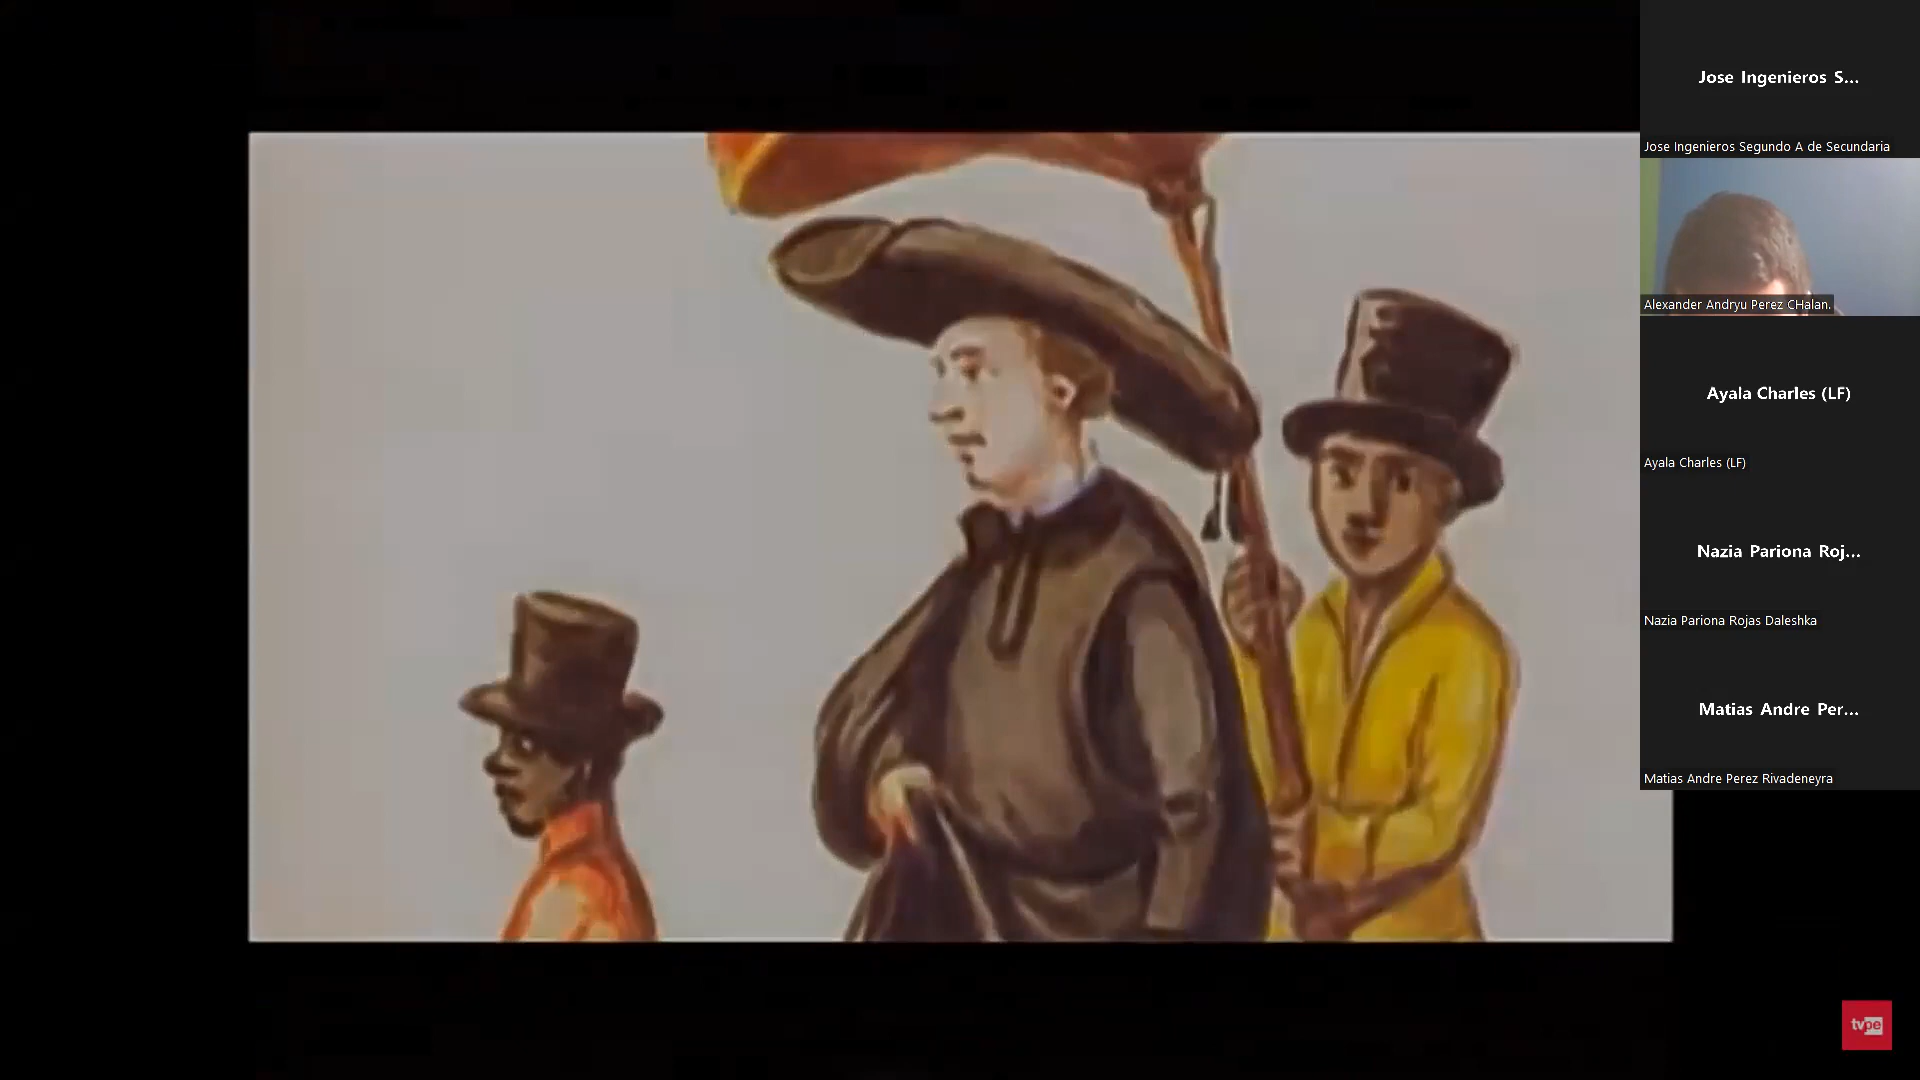 Jose Ingenieros S...
Jose Ingenieros Segundo A de Secundaria
Alexander Andryu Perez CHalan.
Ayala Charles (LF)
Ayala Charles (LF)
Nazia Pariona Roj...
Nazia Pariona Rojas Daleshka
Matias Andre Per...
Matias Andre Perez Rivadeneyra
tvpe